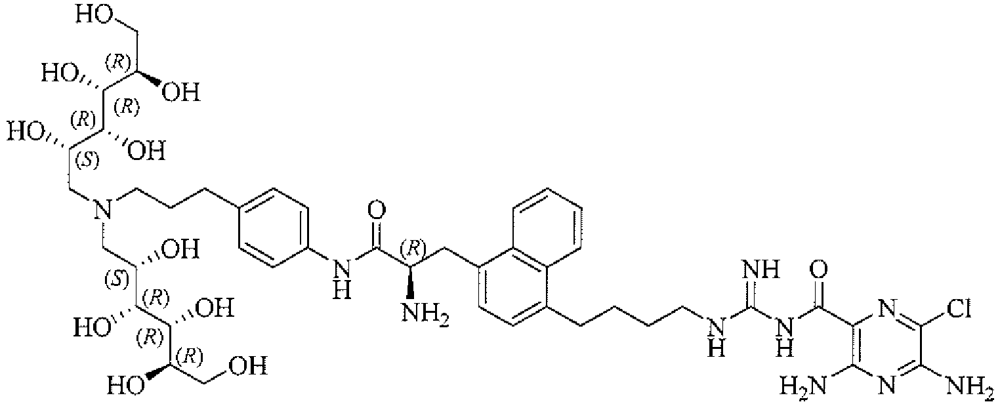 HO
(R)
HO
OH
(R)
(R)
HO
OH
(S)
N
O
OH
(R)
NH
O
(S)
N
H
NH2
(R)
OH
HO
(R)
N
H
N
H
N
Cl
(R)
OH
HO
H2N
N
NH2